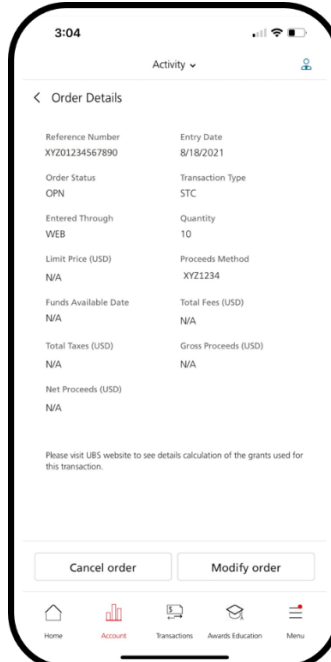 3:04
Activity
Order Details
Reference Number Entry Date
XYZ01234567890 8/18/2021
Order Status Transaction Type
OPN STC
Entered Through Quantity
WEB 10
Limit Price (USD) Proceeds Method
N/A XYZ1234
Funds Available Date Total Fees (USD)
N/A N/A
Total Taxes (USD) Gross Proceeds (USD)
N/A N/A
Net Proceeds (USD)
N/A
Please visit UBS website to see details calculation of the grants used for
this transaction.
Cancel order Modify order
Home Account Transactions Awards Education Menu